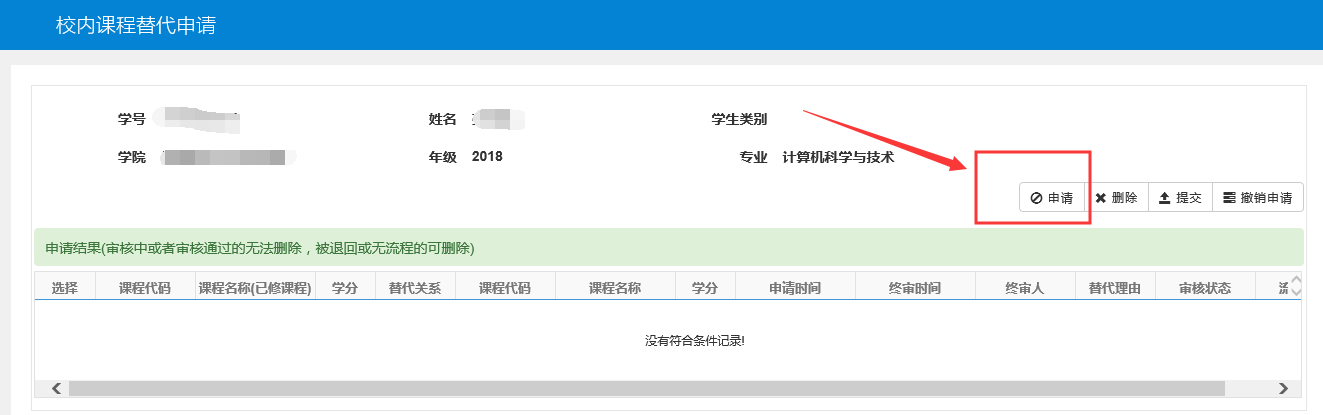 校内课程替代申请
学号 姓名 学生类别
学院 年级 2018 专业 计算机科学与技术
申请 删除 提交 撤销申请
申请结果(审核中或者审核通过的无法删除，被退回或无流程的可删除)
选择 课程代码 课程名称(已修课程) 学分 替代关系 课程代码 课程名称 学分 申请时间 终审时间 终审人 替代理由 审核状态
没有符合条件记录!